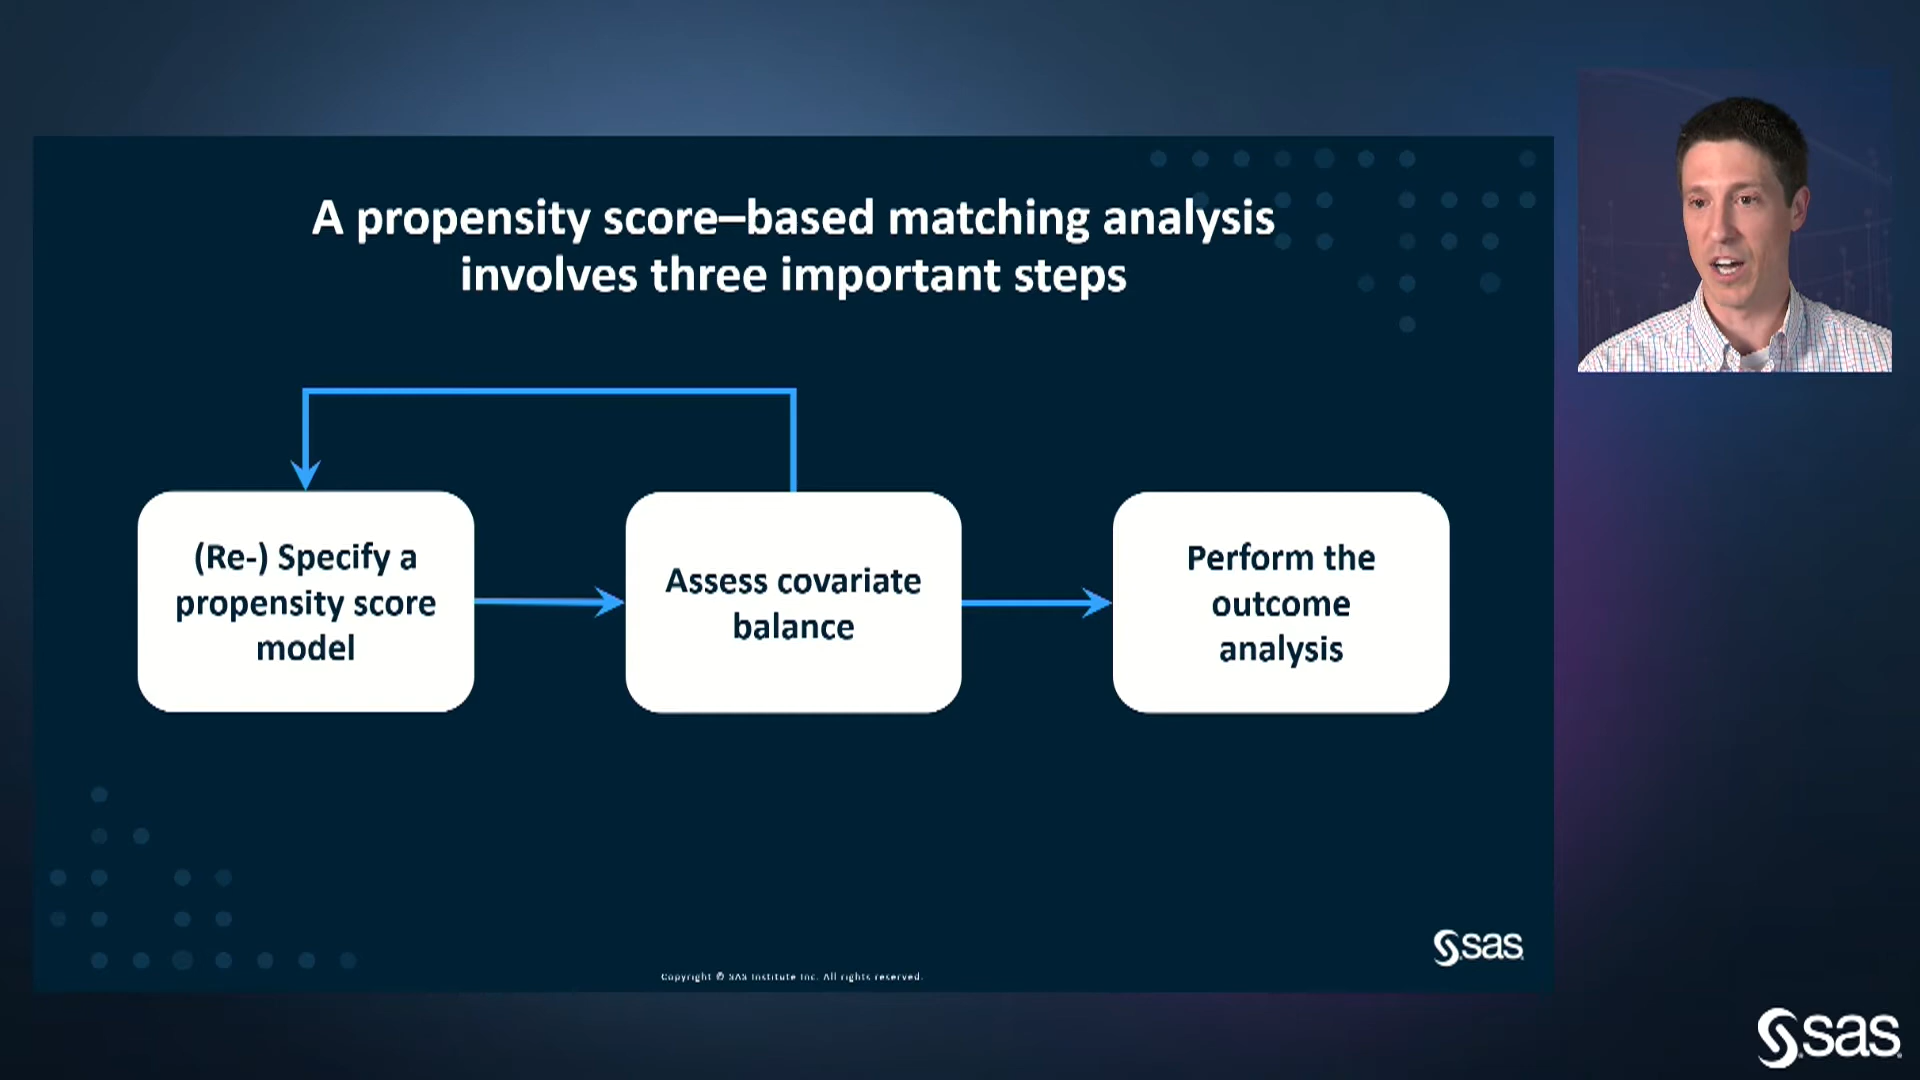 A propensity score–based matching analysis
involves three important steps
(Re-) Specify a
propensity score
model
Assess covariate
balance
Perform the
outcome
analysis
sas
Copyright © SAS Institute Inc. All rights reserved.
sas